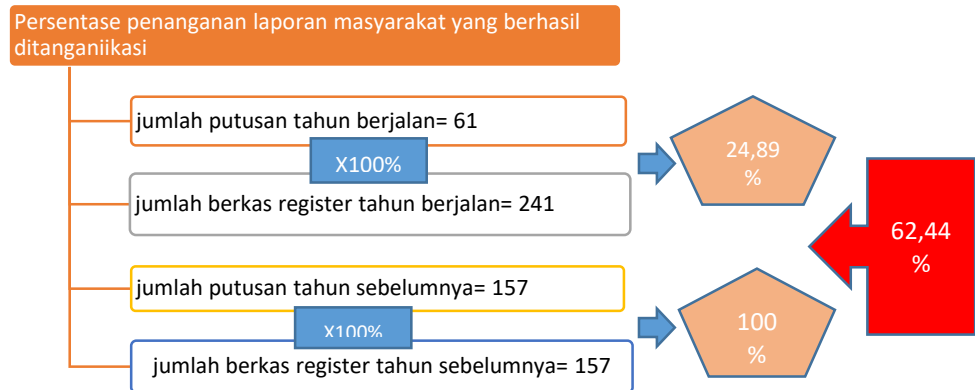 Persentase penanganan laporan masyarakat yang berhasil
ditanganiikasi
jumlah putusan tahun berjalan= 61
X100%
24,89
%
jumlah berkas register tahun berjalan= 241
62,44
%
jumlah putusan tahun sebelumnya= 157
X100%
100
%
jumlah berkas register tahun sebelumnya= 157